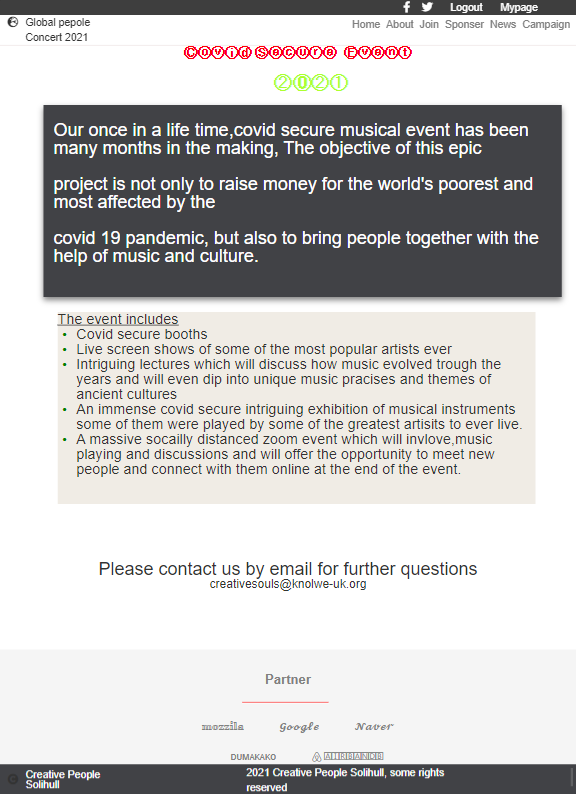 Logout Mypage
Global pepole
Concert 2021
Home About Join Sponser News Campaign
Covid Secure Event
2021
Our once in a life time,covid secure musical event has been
many months in the making, The objective of this epic
project is not only to raise money for the world's poorest and
most affected by the
covid 19 pandemic, but also to bring people together with the
help of music and culture.
The event includes
• Covid secure booths
• Live screen shows of some of the most popular artists ever
• Intriguing lectures which will discuss how music evolved trough the
years and will even dip into unique music pracises and themes of
ancient cultures
• An immense covid secure intriguing exhibition of musical instruments
some of them were played by some of the greatest artisits to ever live.
• A massive socailly distanced zoom event which will invlove,music
playing and discussions and will offer the opportunity to meet new
people and connect with them online at the end of the event.
Please contact us by email for further questions
creativesouls@knolwe-uk.org
Partner
mozzila Google Naver
DUMAKAKO AIRBANDB
Creative People
Solihull
2021 Creative People Solihull, some rights
reserved